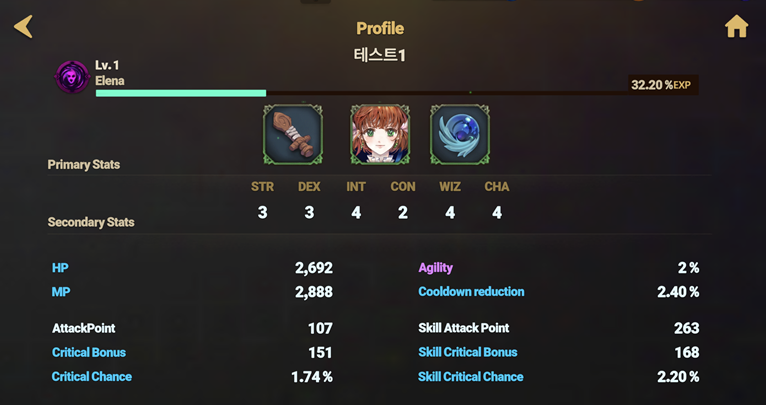 Profile
테스트1
Lv. 1
Elena
32.20 %EXP
Primary Stats
STR DEX INT CON WIZ CHA
3 3 4 2 4 4
Secondary Stats
HP 2,692 Agility 2 %
MP 2,888 Cooldown reduction 2.40 %
AttackPoint 107 Skill Attack Point 263
Critical Bonus 151 Skill Critical Bonus 168
Critical Chance 1.74 % Skill Critical Chance 2.20 %